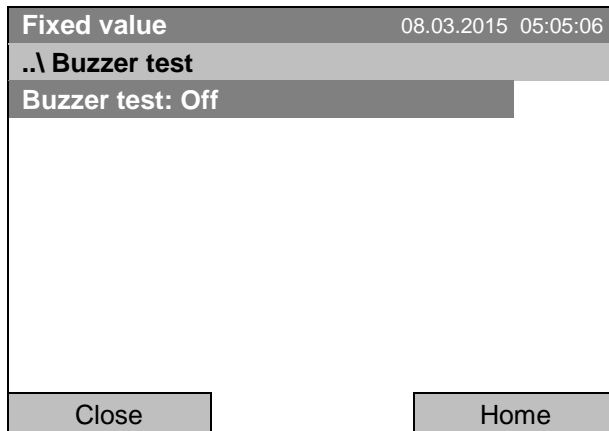 Fixed value 08.03.2015 05:05:06
..\ Buzzer test
Buzzer test: Off
Close Home